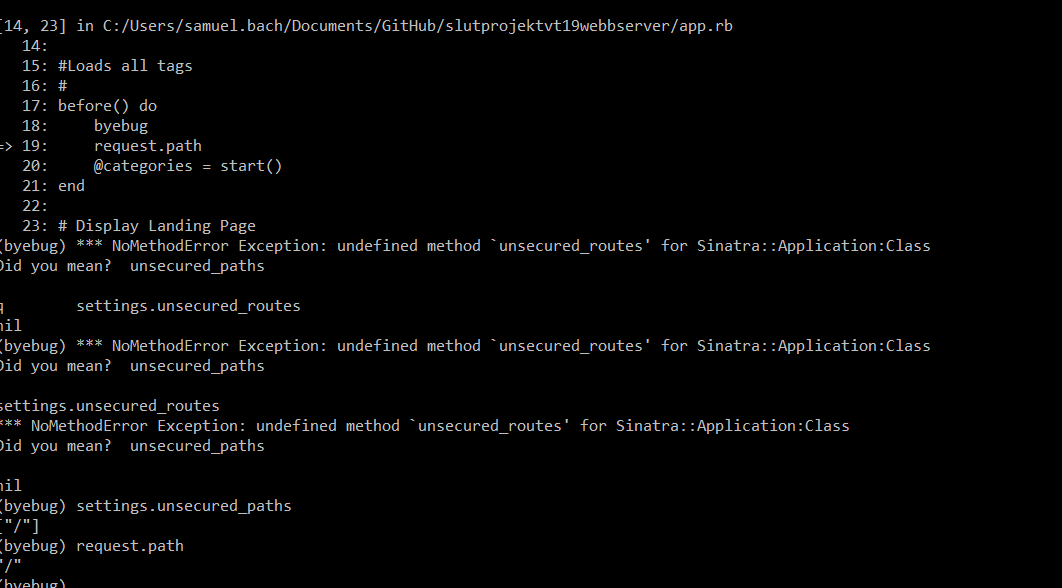 [14, 23] in C:/Users/samuel.bach/Documents/GitHub/slutprojektvt19webbserver/app.rb
14:
15: #Loads all tags
16: #
17: before() do
18:     byebug
=> 19:     request.path
20:     @categories = start()
21: end
22:
23: # Display Landing Page
(byebug) *** NoMethodError Exception: undefined method `unsecured_routes' for Sinatra::Application:Class
Did you mean?  unsecured_paths
q        settings.unsecured_routes
nil
(byebug) *** NoMethodError Exception: undefined method `unsecured_routes' for Sinatra::Application:Class
Did you mean?  unsecured_paths
settings.unsecured_routes
*** NoMethodError Exception: undefined method `unsecured_routes' for Sinatra::Application:Class
Did you mean?  unsecured_paths
nil
(byebug) settings.unsecured_paths
["/"]
(byebug) request.path
"/"
(byebug)